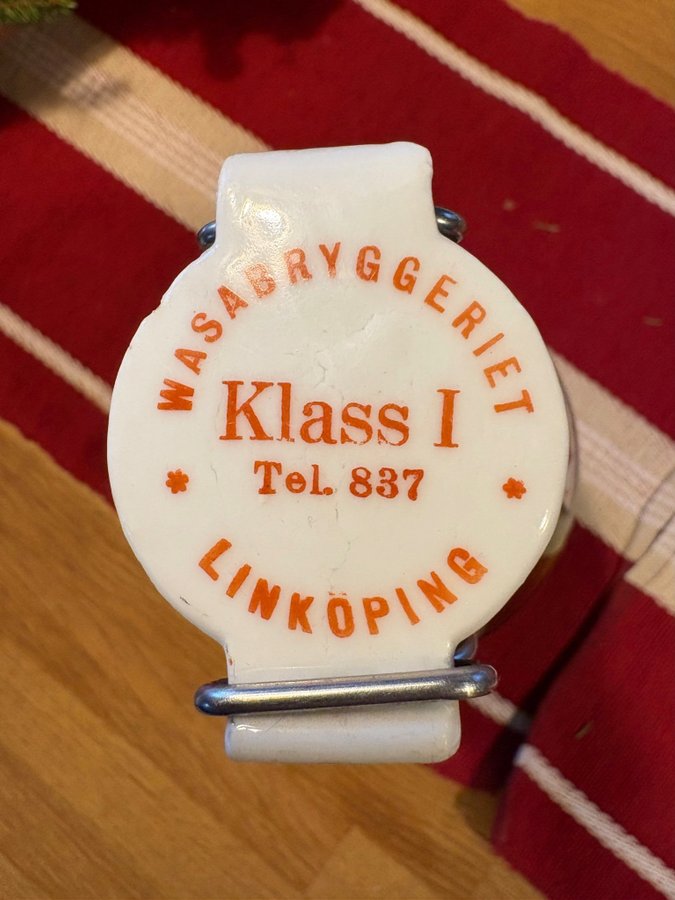 WASABRYGGERIET
Klass I
Tel. 837
* *
LINKÖPING